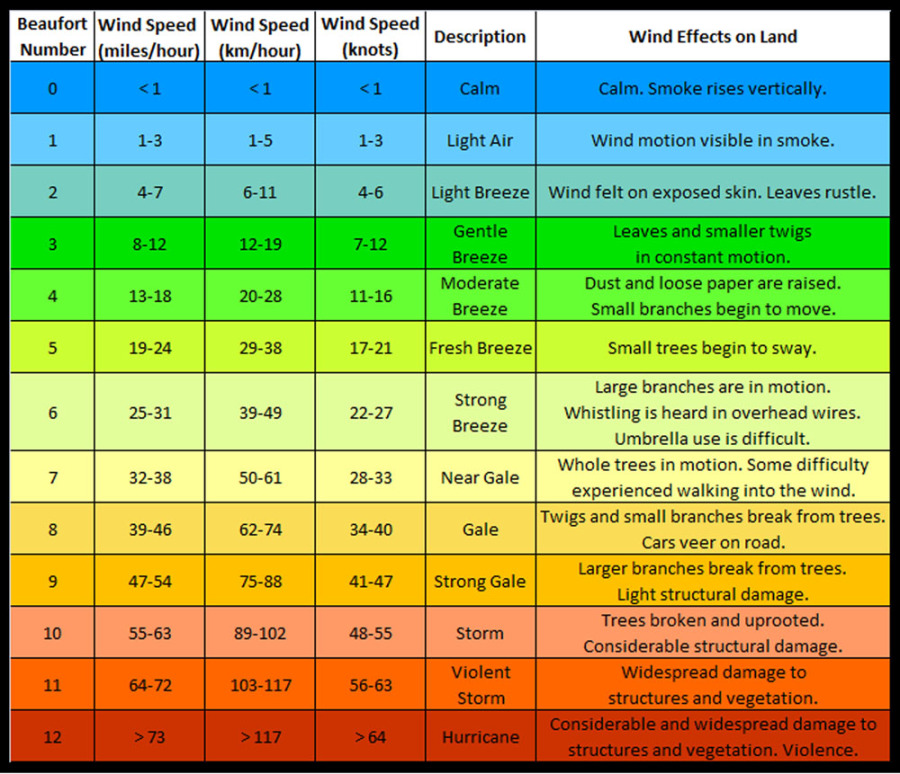 Beaufort Number Wind Speed (miles/hour) Wind Speed (km/hour) Wind Speed (knots) Description Wind Effects on Land
0 < 1 < 1 < 1 Calm Calm. Smoke rises vertically.
1 1-3 1-5 1-3 Light Air Wind motion visible in smoke.
2 4-7 6-11 4-6 Light Breeze Wind felt on exposed skin. Leaves rustle.
3 8-12 12-19 7-12 Gentle Breeze Leaves and smaller twigs in constant motion.
4 13-18 20-28 11-16 Moderate Breeze Dust and loose paper are raised. Small branches begin to move.
5 19-24 29-38 17-21 Fresh Breeze Small trees begin to sway.
6 25-31 39-49 22-27 Strong Breeze Large branches are in motion. Whistling is heard in overhead wires. Umbrella use is difficult.
7 32-38 50-61 28-33 Near Gale Whole trees in motion. Some difficulty experienced walking into the wind.
8 39-46 62-74 34-40 Gale Twigs and small branches break from trees. Cars veer on road.
9 47-54 75-88 41-47 Strong Gale Larger branches break from trees. Light structural damage.
10 55-63 89-102 48-55 Storm Trees broken and uprooted. Considerable structural damage.
11 64-72 103-117 56-63 Violent Storm Widespread damage to structures and vegetation.
12 > 73 > 117 > 64 Hurricane Considerable and widespread damage to structures and vegetation. Violence.